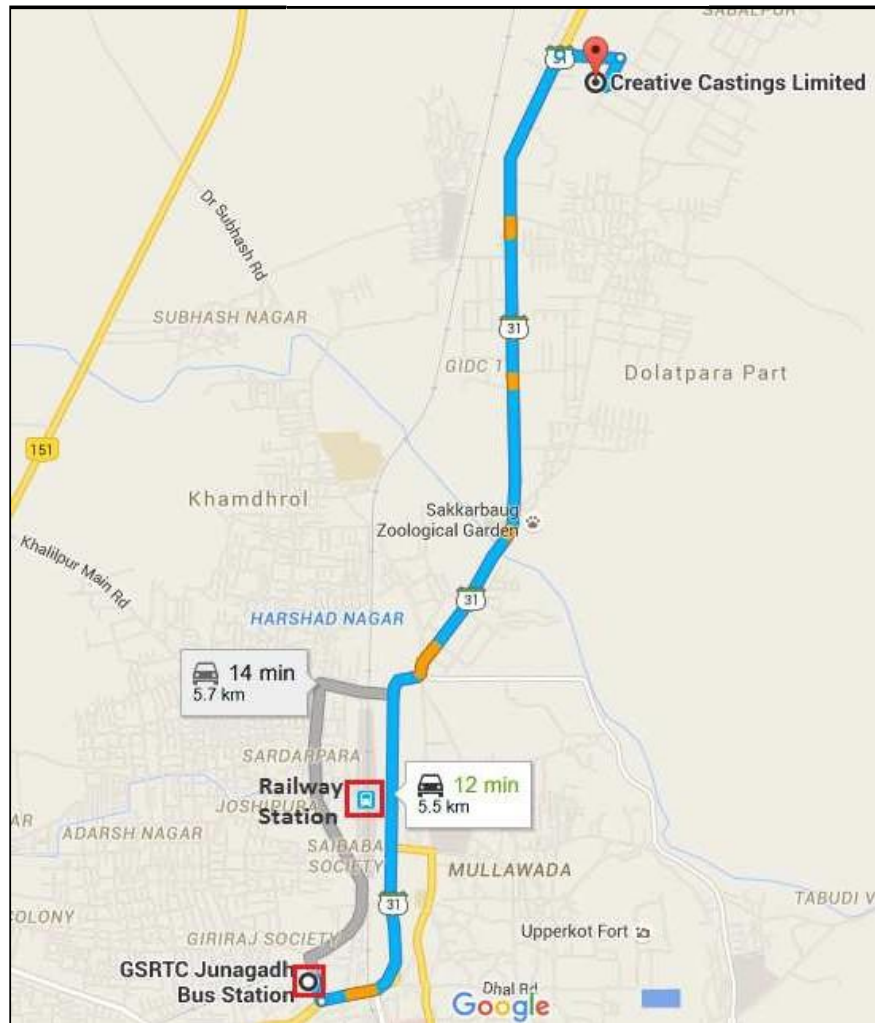 SABALPUR
Creative Castings Limited
Dr Subhash Rd
SUBHASH NAGAR
31
GIDC 1
Dolatpara Part
151
Khamdhrol
Sakkarbaug
Zoological Garden
Khalilpur Main Rd
31
HARSHAD NAGAR
14 min
5.7 km
SARDARPARA
Railway
Station
JOSHIPURA
12 min
5.5 km
AR
ADARSH NAGAR
SAIBABA
SOCIETY
MULLAWADA
31
TABUDI V
COLONY
GIRIRAJ SOCIETY
Upperkot Fort
GSRTC Junagadh
Bus Station
Dhal Rd
Google